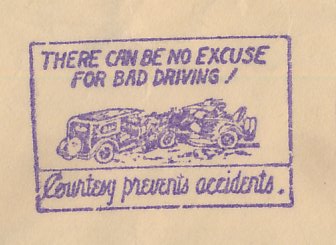 THERE CAN BE NO EXCUSE
FOR BAD DRIVING!
Courtesy prevents accidents.